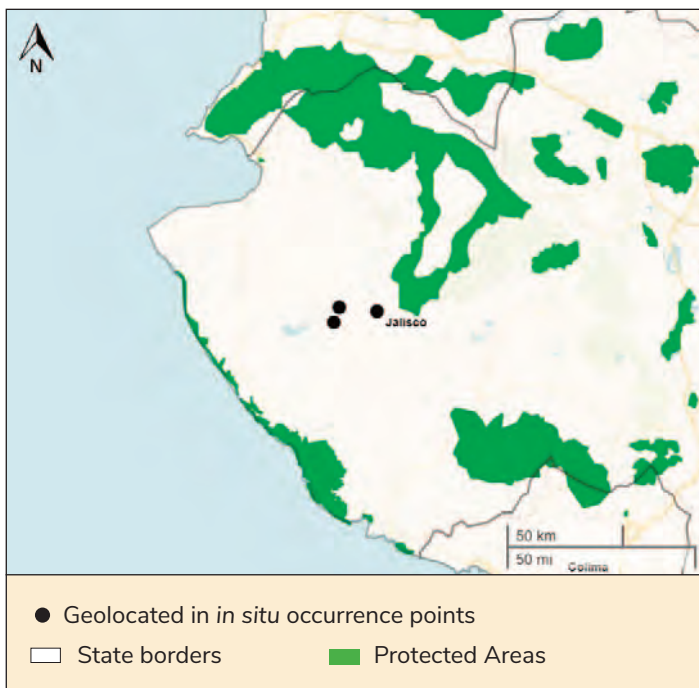 N
Jalisco
50 km
50 mi
Colima
Geolocated in in situ occurrence points
State borders
Protected Areas